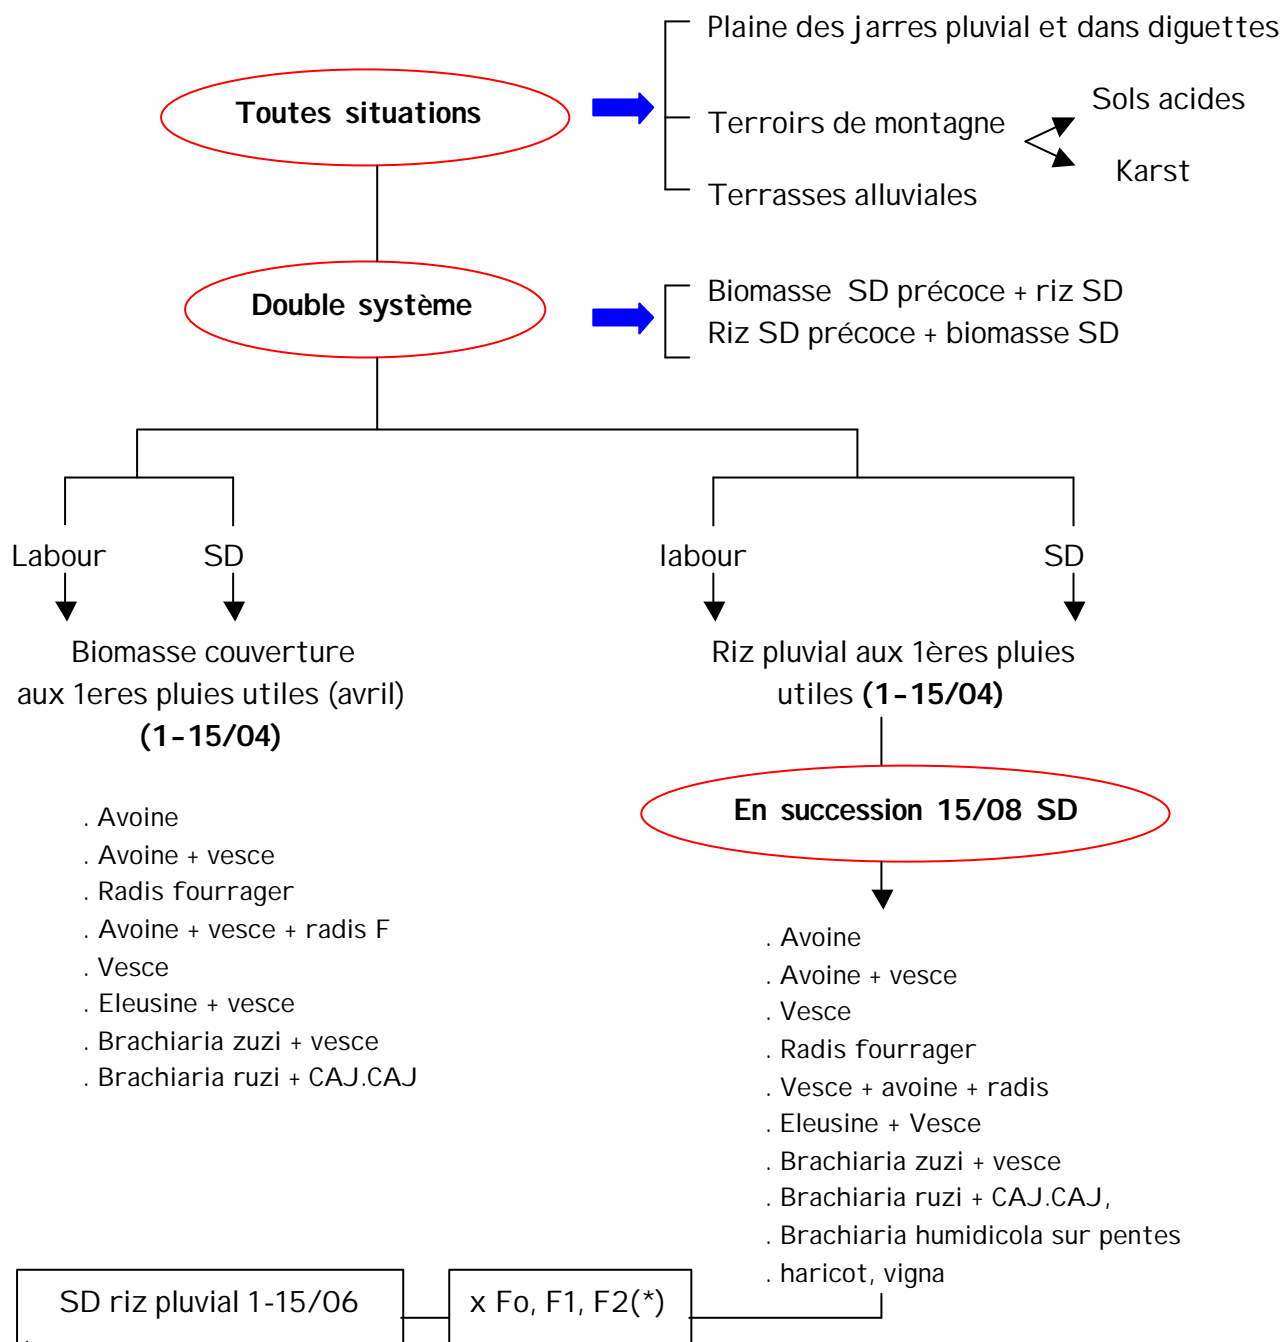 Plaine des jarres pluvial et dans diguettes
Toutes situations
Terroirs de montagne
Sols acides
Karst
Terrasses alluviales
Double système
Biomasse SD précoce + riz SD
Riz SD précoce + biomasse SD
Labour
SD
labour
SD
Biomasse couverture
aux 1eres pluies utiles (avril)
(1-15/04)
Riz pluvial aux 1ères pluies
utiles (1-15/04)
En succession 15/08 SD
. Avoine
. Avoine + vesce
. Radis fourrager
. Avoine + vesce + radis F
. Vesce
. Eleusine + vesce
. Brachiaria zuzi + vesce
. Brachiaria ruzi + CAJ.CAJ
. Avoine
. Avoine + vesce
. Vesce
. Radis fourrager
. Vesce + avoine + radis
. Eleusine + Vesce
. Brachiaria zuzi + vesce
. Brachiaria ruzi + CAJ.CAJ,
. Brachiaria humidicola sur pentes
. haricot, vigna
SD riz pluvial 1-15/06
x Fo, F1, F2(*)